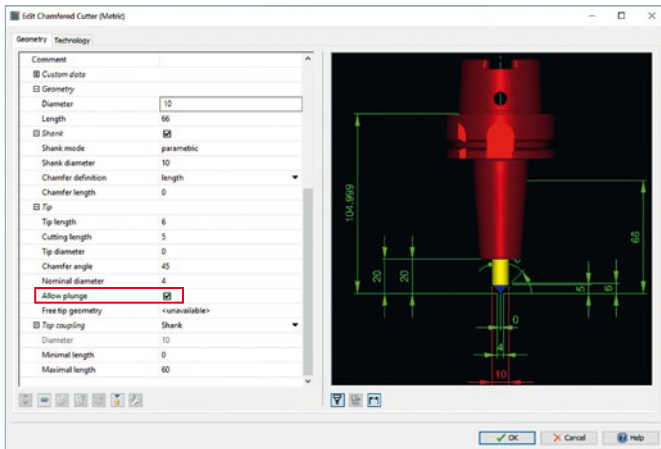 Edit Chamfered Cutter (Metric)
Geometry Technology
Comment
Custom data
Geometry
Diameter 10
Length 66
Shank
Shank mode parametric
Shank diameter 10
Chamfer definition length
Chamfer length 0
Tip
Tip length 6
Cutting length 5
Tip diameter 0
Chamfer angle 45
Nominal diameter 4
Allow plunge
Free tip geometry <unavailable>
Top coupling Shank
Diameter 10
Minimal length 0
Maximal length 60
104.999
66
20
20
5
6
0
4
10
OK Cancel Help